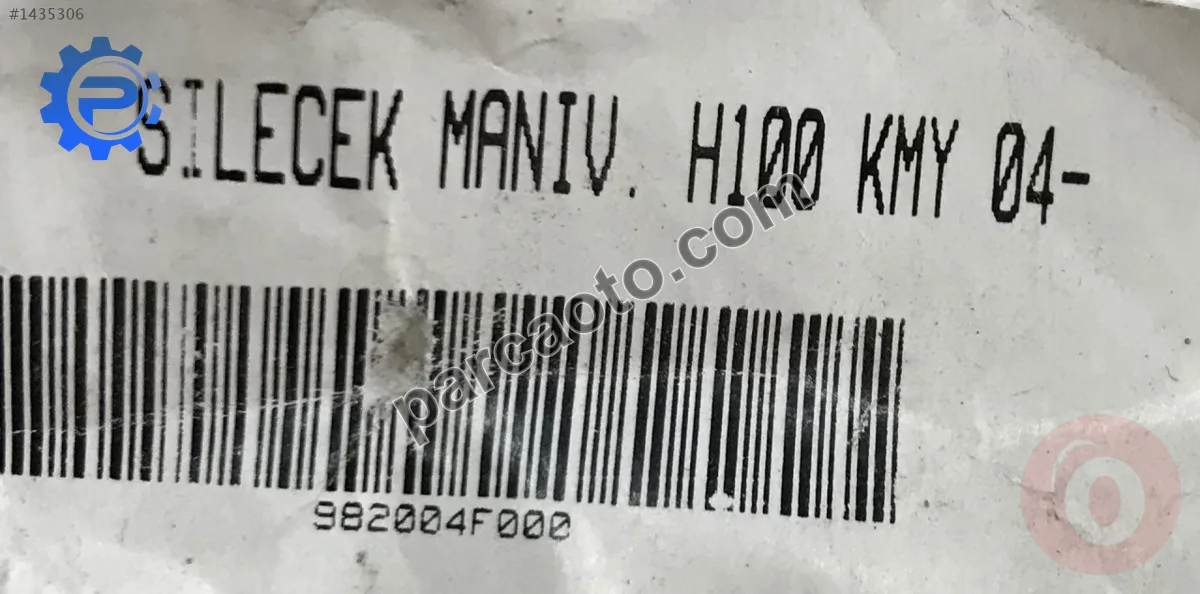 #1435306
SILECEK MANIV. H100 KMY 04-
parcaoto.com
982004F000